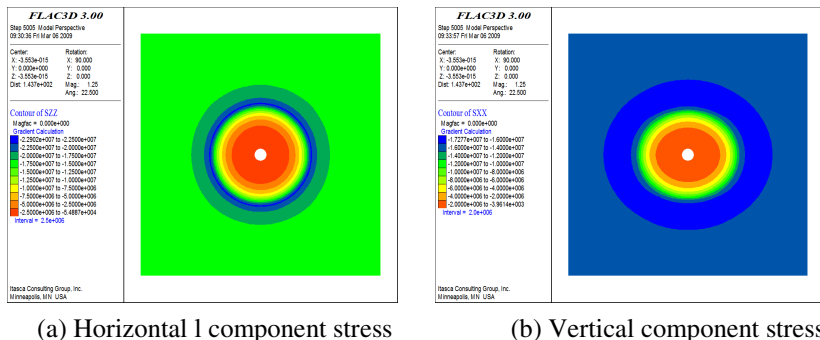 FLAC3D 3.00
Step 5005 Model Perspective
09:30:36 Fri Mar 06 2009
Center: Rotation:
X: -3.553e-015 X: 90.000
Y: 0.000e+000 Y: 0.000
Z: -3.553e-015 Z: 0.000
Dist: 1.437e+002 Mag.: 1.25
Ang.: 22.500
Contour of SZZ
Magfac = 0.000e+000
Gradient Calculation
-2.2902e+007 to -2.2500e+007
-2.2500e+007 to -2.0000e+007
-2.0000e+007 to -1.7500e+007
-1.7500e+007 to -1.5000e+007
-1.5000e+007 to -1.2500e+007
-1.2500e+007 to -1.0000e+007
-1.0000e+007 to -7.5000e+006
-7.5000e+006 to -5.0000e+006
-5.0000e+006 to -2.5000e+006
-2.5000e+006 to -5.4887e+004
Interval = 2.5e+006
Itasca Consulting Group, Inc.
Minneapolis, MN USA
(a) Horizontal l component stress
FLAC3D 3.00
Step 5005 Model Perspective
09:33:57 Fri Mar 06 2009
Center: Rotation:
X: -3.553e-015 X: 90.000
Y: 0.000e+000 Y: 0.000
Z: -3.553e-015 Z: 0.000
Dist: 1.437e+002 Mag.: 1.25
Ang.: 22.500
Contour of SXX
Magfac = 0.000e+000
Gradient Calculation
-1.7277e+007 to -1.6000e+007
-1.6000e+007 to -1.4000e+007
-1.4000e+007 to -1.2000e+007
-1.2000e+007 to -1.0000e+007
-1.0000e+007 to -8.0000e+006
-8.0000e+006 to -6.0000e+006
-6.0000e+006 to -4.0000e+006
-4.0000e+006 to -2.0000e+006
-2.0000e+006 to -3.9614e+003
Interval = 2.0e+006
Itasca Consulting Group, Inc.
Minneapolis, MN USA
(b) Vertical component stress